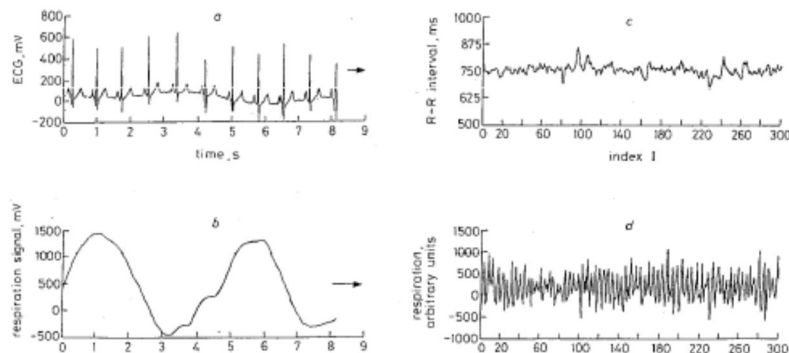 a
800
600
400
200
0
-200
ECG, mV
0 1 2 3 4 5 6 7 8 9
time, s
c
1000
875
750
625
500
R-R interval, ms
0 20 60 100 140 180 220 260 300
index I
b
1500
1000
500
0
-500
respiration signal, mV
0 1 2 3 4 5 6 7 8 9
d
1500
1000
500
0
-500
-1000
respiration, arbitrary units
0 20 60 100 140 180 220 260 300